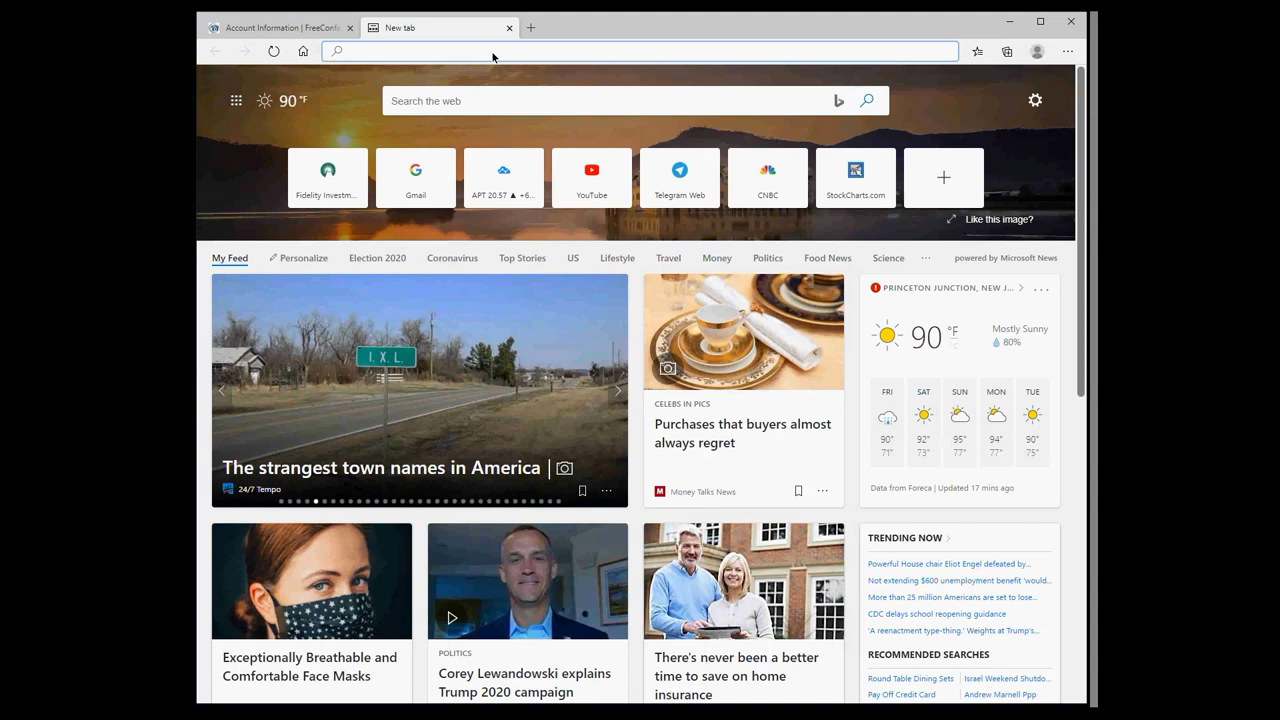 Account Information | FreeConfe
New tab
90 °F
Search the web
Fidelity Investm...
Gmail
APT 20.57 ▲ +6...
YouTube
Telegram Web
CNBC
StockCharts.com
Like this image?
My Feed
Personalize
Election 2020
Coronavirus
Top Stories
US
Lifestyle
Travel
Money
Politics
Food News
Science
powered by Microsoft News
I. X. L.
The strangest town names in America |
24/7 Tempo
CELEBS IN PICS
Purchases that buyers almost
always regret
Money Talks News
PRINCETON JUNCTION, NEW J...
90 °F
°C
Mostly Sunny
80%
FRI SAT SUN MON TUE
90° 92° 95° 94° 90°
71° 73° 77° 77° 75°
Data from Foreca | Updated 17 mins ago
Exceptionally Breathable and
Comfortable Face Masks
POLITICS
Corey Lewandowski explains
Trump 2020 campaign
There's never been a better
time to save on home
insurance
TRENDING NOW
Powerful House chair Eliot Engel defeated by...
Not extending $600 unemployment benefit 'would...
More than 25 million Americans are set to lose...
CDC delays school reopening guidance
'A reenactment type-thing.' Weights at Trump's...
RECOMMENDED SEARCHES
Round Table Dining Sets
Israel Weekend Shutdo...
Pay Off Credit Card
Andrew Marnell Ppp